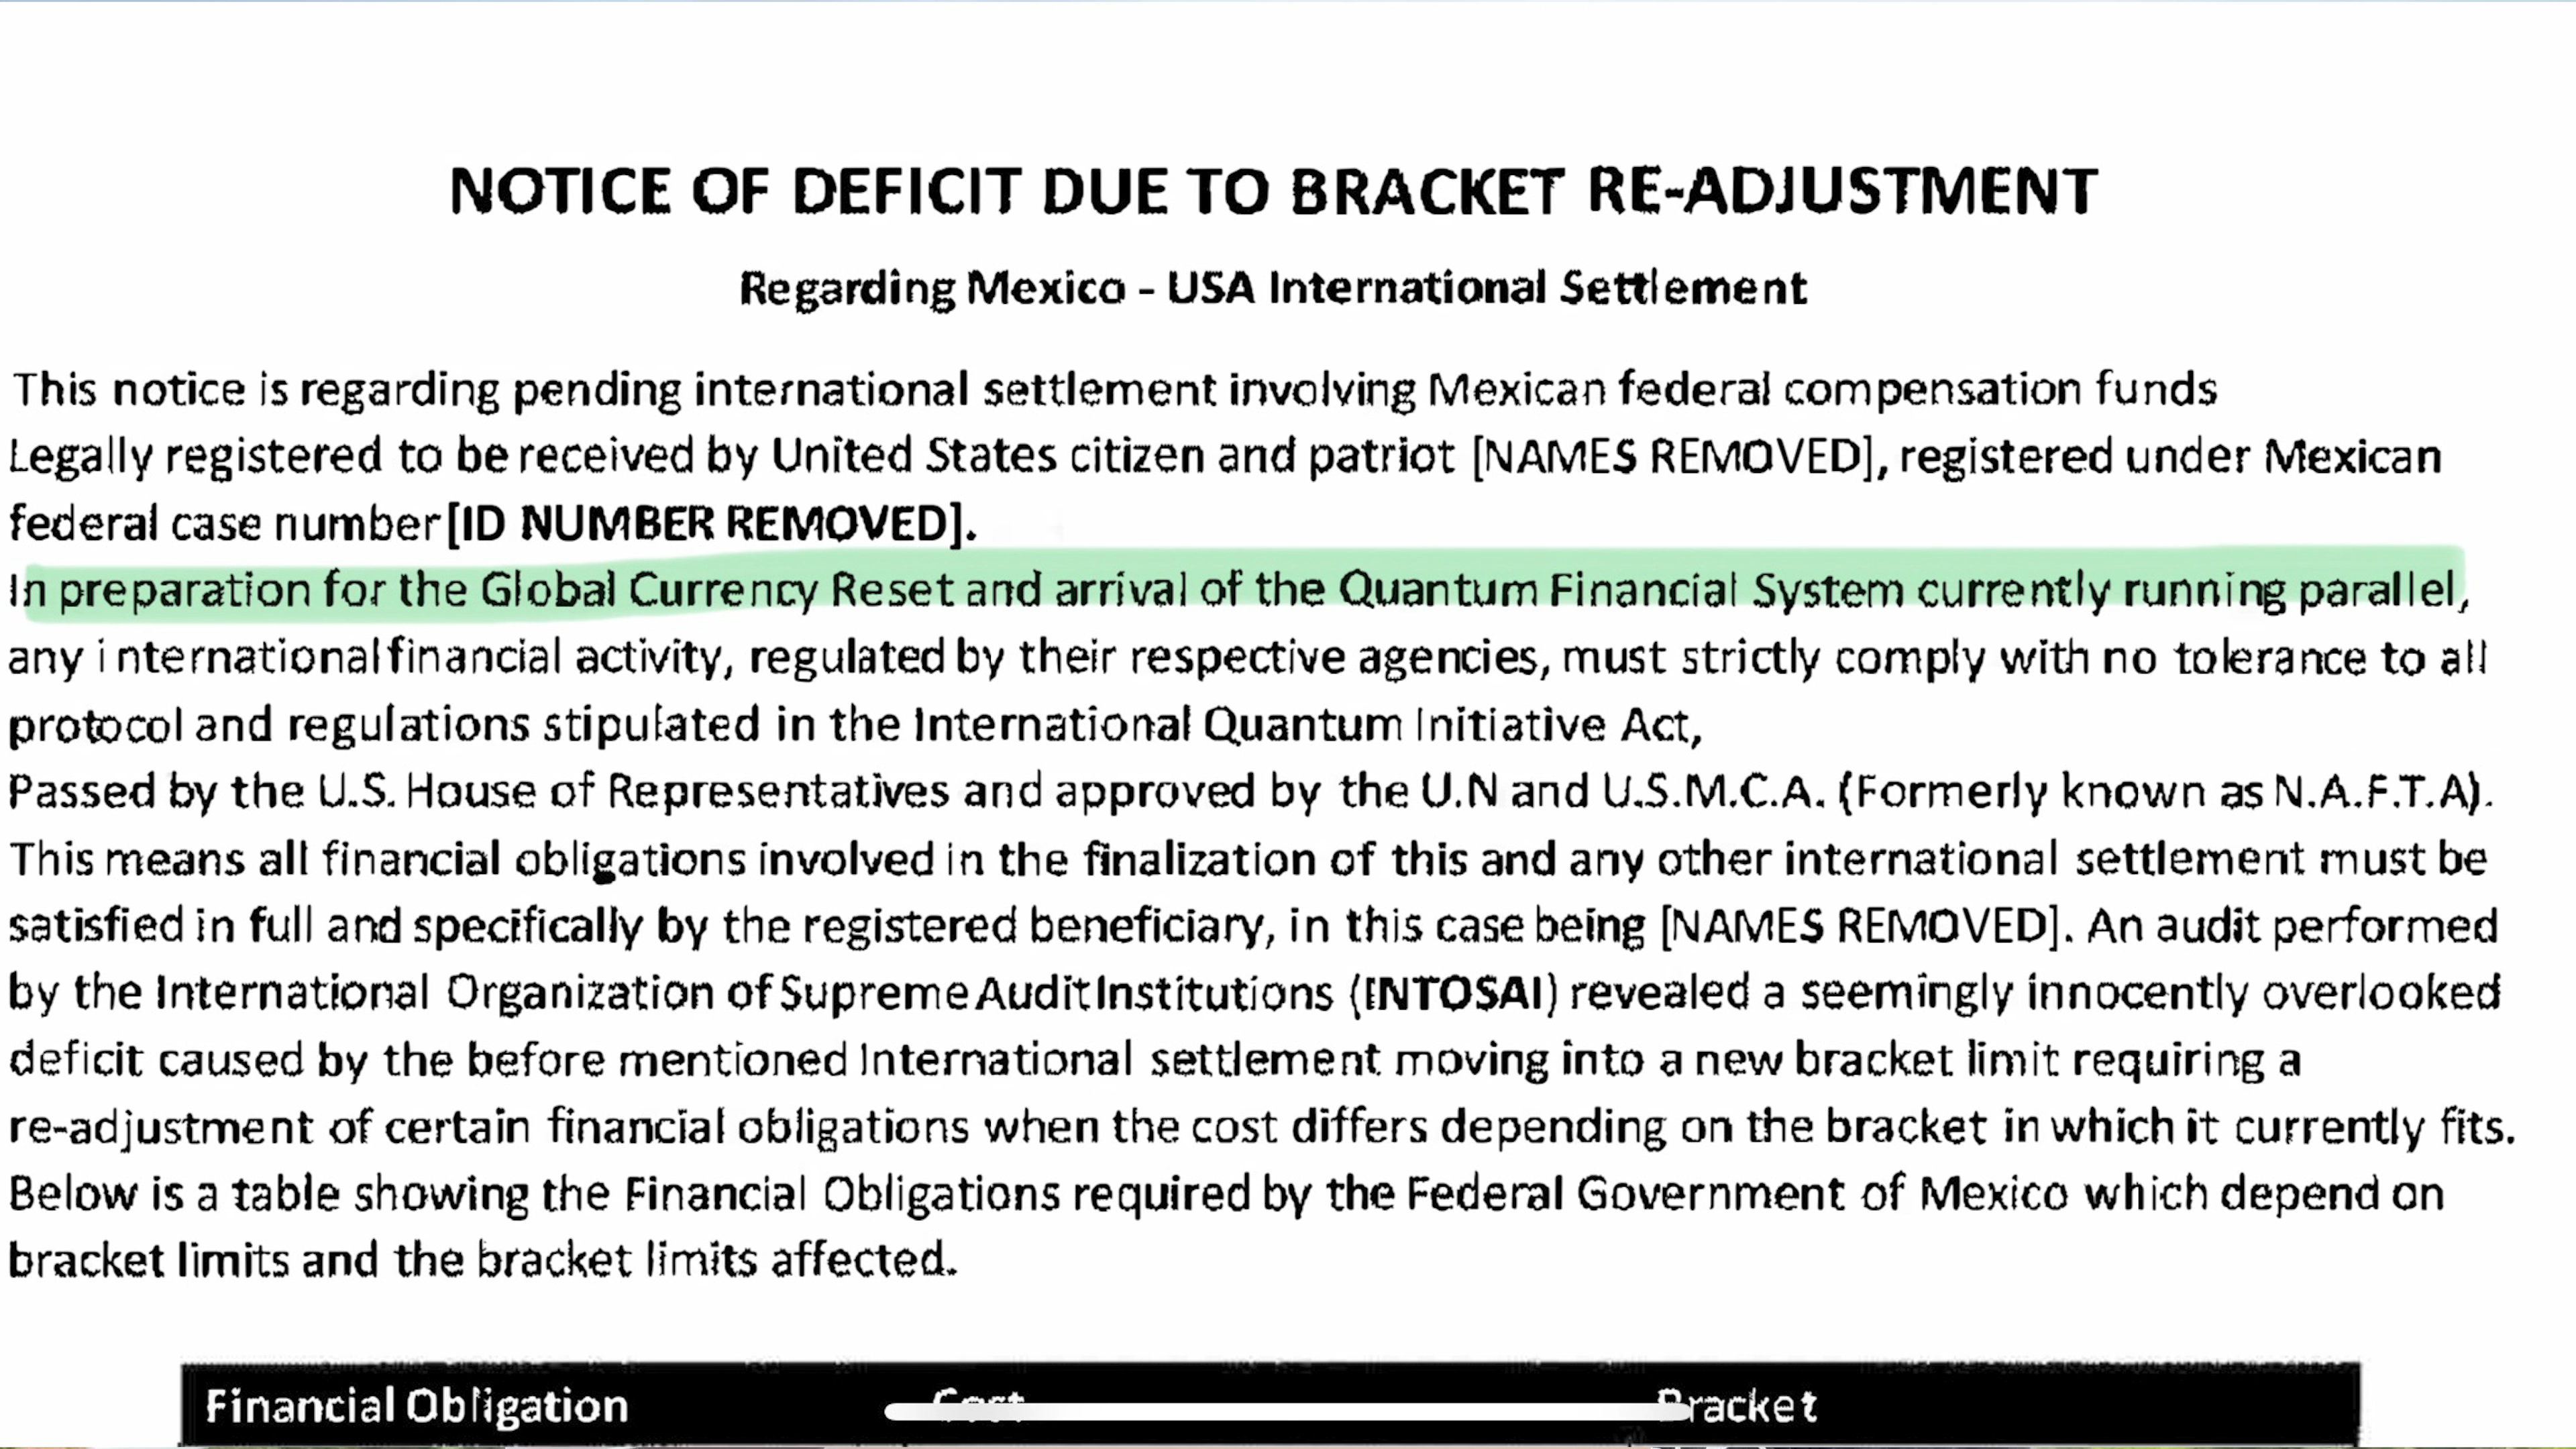 NOTICE OF DEFICIT DUE TO BRACKET RE-ADJUSTMENT
Regarding Mexico - USA International Settlement
This notice is regarding pending international settlement involving Mexican federal compensation funds
Legally registered to be received by United States citizen and patriot [NAMES REMOVED], registered under Mexican
federal case number[ID NUMBER REMOVED].
In preparation for the Global Currency Reset and arrival of the Quantum Financial System currently running parallel,
any international financial activity, regulated by their respective agencies, must strictly comply with no tolerance to all
protocol and regulations stipulated in the International Quantum Initiative Act,
Passed by the U.S. House of Representatives and approved by the U.N and U.S.M.C.A. (Formerly known as N.A.F.T.A).
This means all financial obligations involved in the finalization of this and any other international settlement must be
satisfied in full and specifically by the registered beneficiary, in this case being [NAMES REMOVED]. An audit performed
by the International Organization of Supreme Audit Institutions (INTOSAI) revealed a seemingly innocently overlooked
deficit caused by the before mentioned International settlement moving into a new bracket limit requiring a
re-adjustment of certain financial obligations when the cost differs depending on the bracket in which it currently fits.
Below is a table showing the Financial Obligations required by the Federal Government of Mexico which depend on
bracket limits and the bracket limits affected.
Financial Obligation Cost Bracket